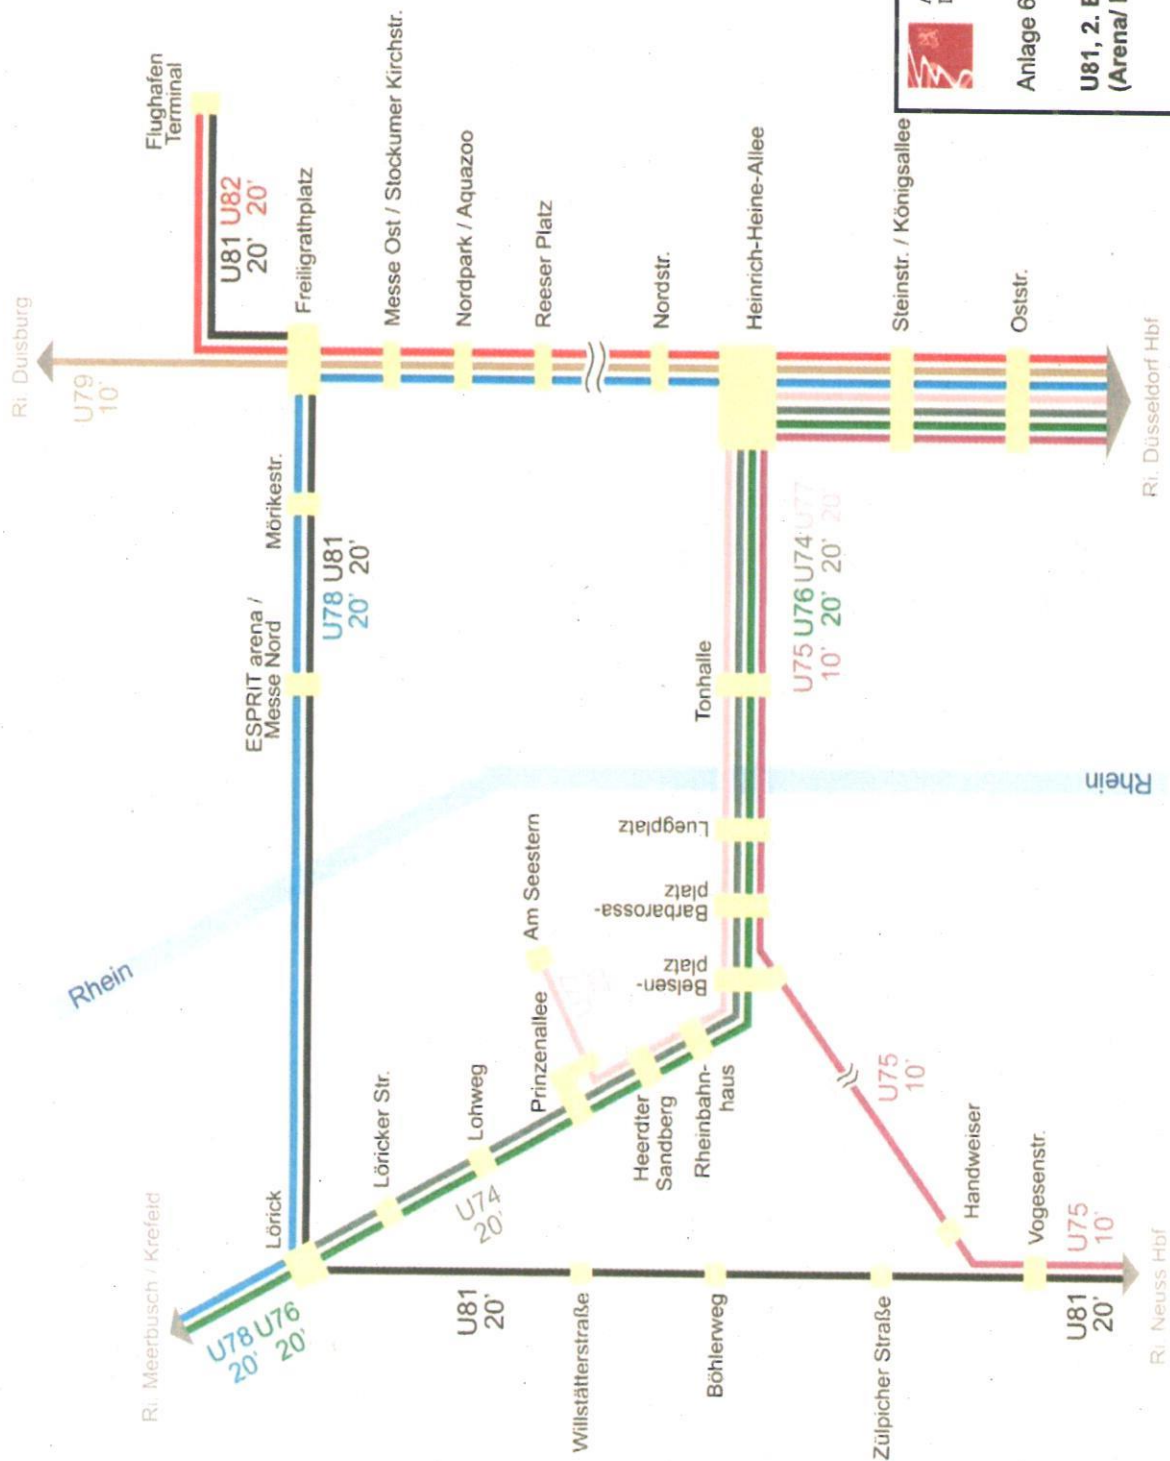 Ri. Duisburg
U79
10'
Flughafen
Terminal
U81 U82
20' 20'
Freiligrathplatz
Messe Ost / Stockumer Kirchstr.
Nordpark / Aquazoo
Reeser Platz
Nordstr.
Heinrich-Heine-Allee
Steinstr. / Königsallee
Oststr.
Ri. Düsseldorf Hbf
Mörikestr.
ESPRIT arena /
Messe Nord
U78 U81
20' 20'
Tonhalle
U75 U76 U74 U77
10' 20' 20' 20'
Rhein
Rhein
Luegplatz
Barbarossa-
platz
Belsen-
platz
Am Seestern
Prinzenallee
Heerdter
Sandberg
Rheinbahn-
haus
Lohweg
Löricker Str.
U74
20'
Lörick
Ri. Meerbusch / Krefeld
U78 U76
20' 20'
U81
20'
Willstätterstraße
Böhlerweg
Zülpicher Straße
U75
10'
Handweiser
Vogesenstr.
U75
10'
U81
20'
Ri. Neuss Hbf
Anlage 6
U81, 2.
(Arena/